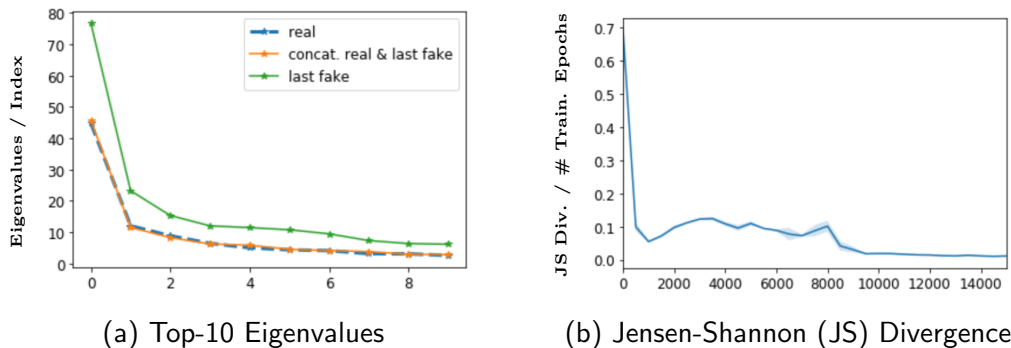 Eigenvalues / Index
80
70
60
50
40
30
20
10
0
0 2 4 6 8
real
concat. real & last fake
last fake
(a) Top-10 Eigenvalues
JS Div. / # Train. Epochs
0.7
0.6
0.5
0.4
0.3
0.2
0.1
0.0
0 2000 4000 6000 8000 10000 12000 14000
(b) Jensen-Shannon (JS) Divergence